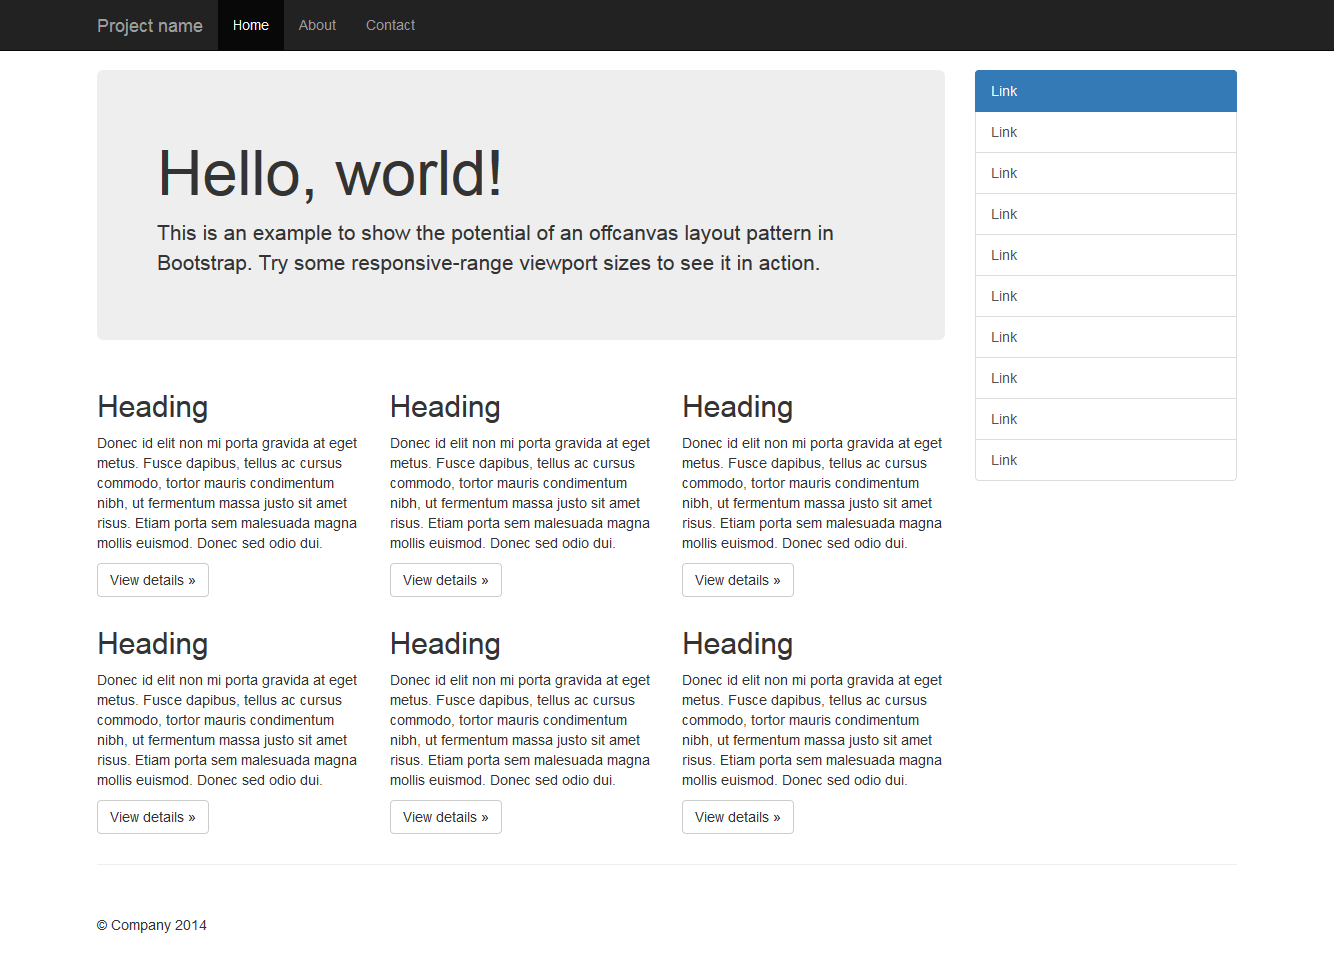 Project name
Home
About
Contact
Hello, world!
This is an example to show the potential of an offcanvas layout pattern in
Bootstrap. Try some responsive-range viewport sizes to see it in action.
Heading
Donec id elit non mi porta gravida at eget
metus. Fusce dapibus, tellus ac cursus
commodo, tortor mauris condimentum
nibh, ut fermentum massa justo sit amet
risus. Etiam porta sem malesuada magna
mollis euismod. Donec sed odio dui.
View details »
Heading
Donec id elit non mi porta gravida at eget
metus. Fusce dapibus, tellus ac cursus
commodo, tortor mauris condimentum
nibh, ut fermentum massa justo sit amet
risus. Etiam porta sem malesuada magna
mollis euismod. Donec sed odio dui.
View details »
Heading
Donec id elit non mi porta gravida at eget
metus. Fusce dapibus, tellus ac cursus
commodo, tortor mauris condimentum
nibh, ut fermentum massa justo sit amet
risus. Etiam porta sem malesuada magna
mollis euismod. Donec sed odio dui.
View details »
Heading
Donec id elit non mi porta gravida at eget
metus. Fusce dapibus, tellus ac cursus
commodo, tortor mauris condimentum
nibh, ut fermentum massa justo sit amet
risus. Etiam porta sem malesuada magna
mollis euismod. Donec sed odio dui.
View details »
Heading
Donec id elit non mi porta gravida at eget
metus. Fusce dapibus, tellus ac cursus
commodo, tortor mauris condimentum
nibh, ut fermentum massa justo sit amet
risus. Etiam porta sem malesuada magna
mollis euismod. Donec sed odio dui.
View details »
Heading
Donec id elit non mi porta gravida at eget
metus. Fusce dapibus, tellus ac cursus
commodo, tortor mauris condimentum
nibh, ut fermentum massa justo sit amet
risus. Etiam porta sem malesuada magna
mollis euismod. Donec sed odio dui.
View details »
Link
Link
Link
Link
Link
Link
Link
Link
Link
Link
© Company 2014